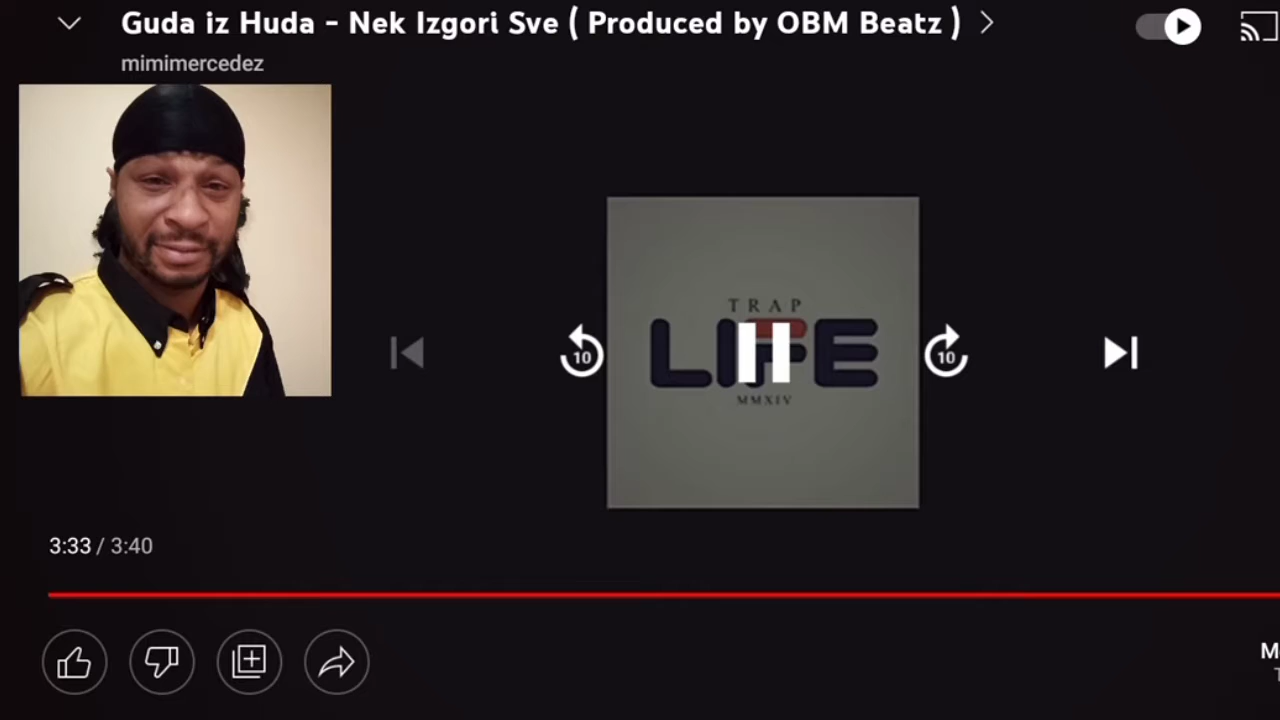 Guda iz Huda - Nek Izgori Sve ( Produced by OBM Beatz )
mimimercedez
TRAP
LIFE
MMXIV
10
10
3:33 / 3:40